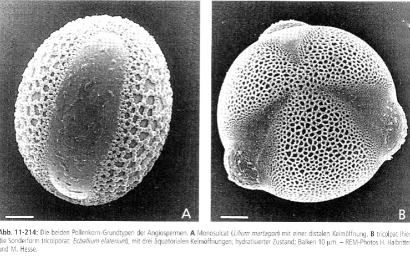 A
B
Abb. 11-214: Die beiden Pollenkorn-Grundtypen der Angiospermen. A Monosulcat (Lilium martagon) mit einer distalen Keimöffnung, B tricolpat (hier
die Sonderform tricolporat: Ecballium elaterium), mit drei äquatorialen Keimöffnungen; hydratisierter Zustand; Balken 10 µm. – REM-Photos H. Halbritter
und M. Hesse.